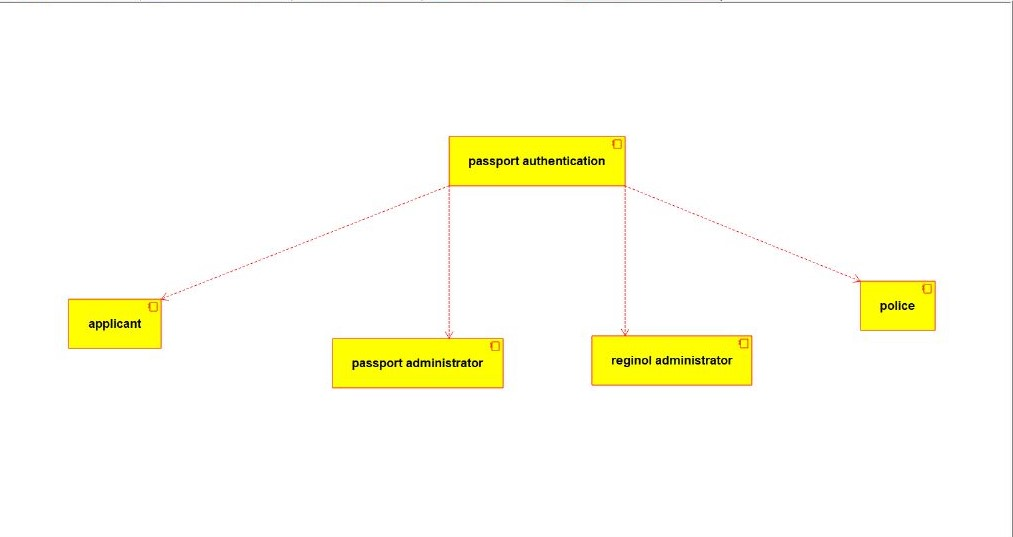 passport authentication
applicant
passport administrator
reginol administrator
police